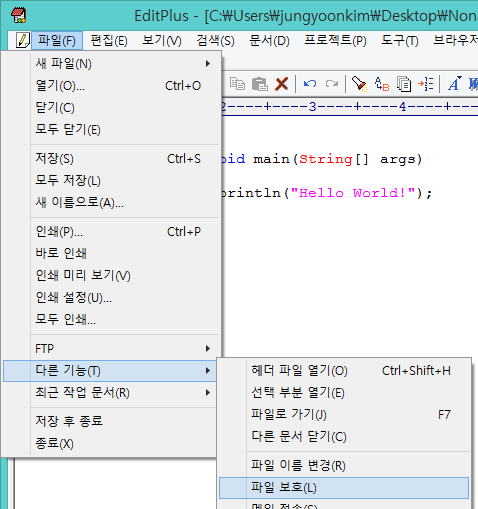 EditPlus - [C:₩Users₩jungyoonkim₩Desktop₩Nona
파일(F) 편집(E) 보기(V) 검색(S) 문서(D) 프로젝트(P) 도구(T) 브라우저
새 파일(N)
열기(O)... Ctrl+O
닫기(C)
모두 닫기(E)
2----+----3----+----4----+--
저장(S) Ctrl+S
모두 저장(L)
새 이름으로(A)...
oid main(String[] args)
println("Hello World!");
인쇄(P)... Ctrl+P
바로 인쇄
인쇄 미리 보기(V)
인쇄 설정(U)...
모두 인쇄...
FTP
다른 기능(T)
최근 작업 문서(R)
저장 후 종료
종료(X)
헤더 파일 열기(O) Ctrl+Shift+H
선택 부분 열기(E)
파일로 가기(J) F7
다른 문서 닫기(C)
파일 이름 변경(R)
파일 보호(L)
메일 전송(S)